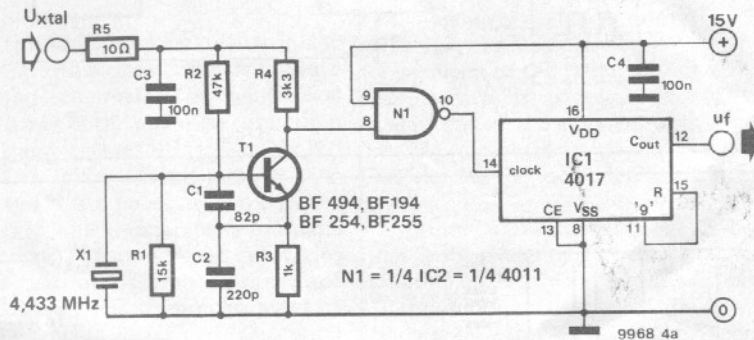 Uxtal
R5
10Ω
C3
100n
R2
47k
R4
3k3
9
8
N1
10
15V
+
C4
100n
16
VDD
14
clock
IC1
4017
Cout
12
uf
R
15
CE
VSS
'9'
13
8
11
T1
BF 494, BF194
BF 254, BF255
C1
82p
X1
4,433 MHz
R1
15k
C2
220p
R3
1k
N1 = 1/4 IC2 = 1/4 4011
0
9968 4a